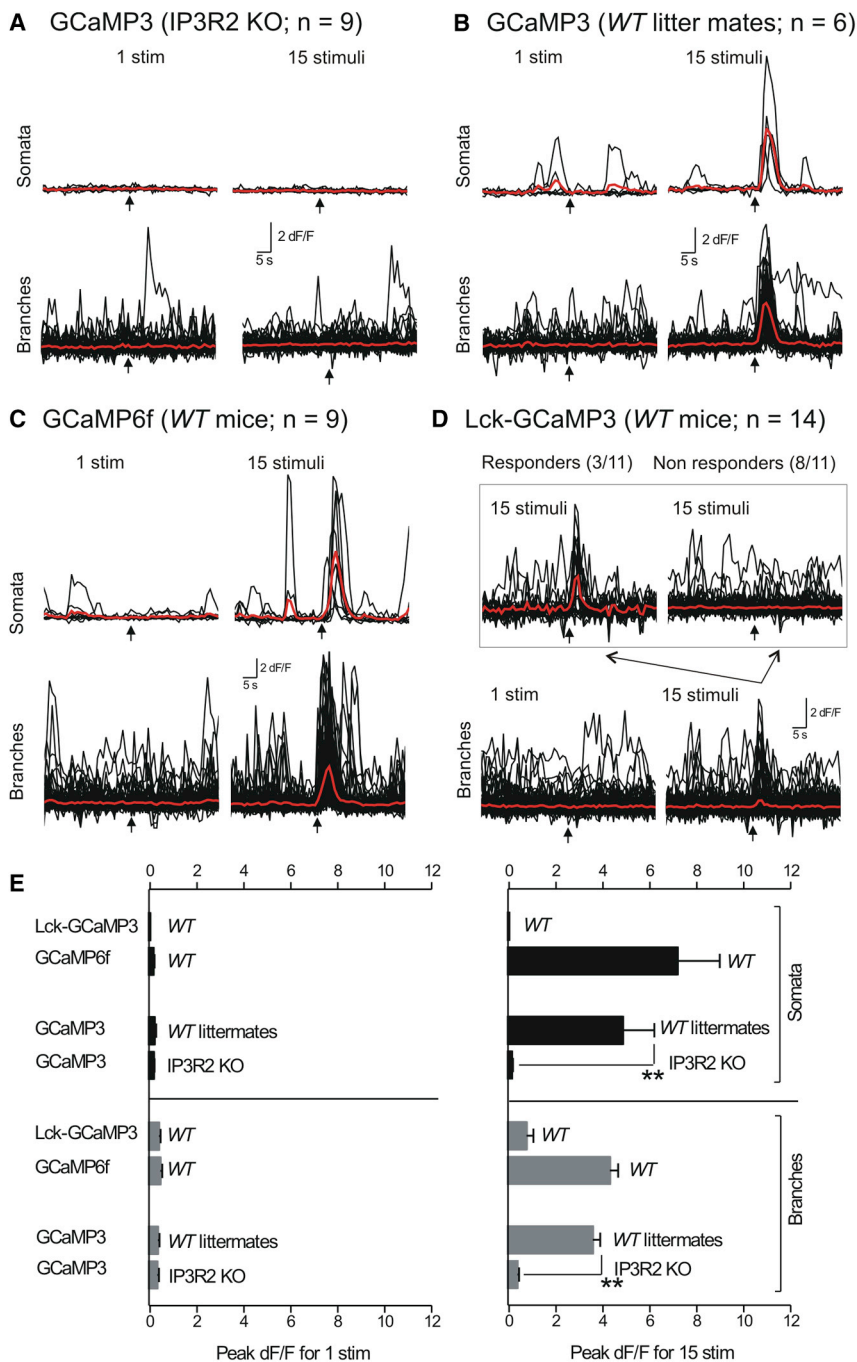 A GCaMP3 (IP3R2 KO; n = 9)
1 stim
15 stimuli
Somata
2 dF/F
5 s
Branches
B GCaMP3 (WT litter mates; n = 6)
1 stim
15 stimuli
Somata
2 dF/F
5 s
Branches
C GCaMP6f (WT mice; n = 9)
1 stim
15 stimuli
Somata
2 dF/F
5 s
Branches
D Lck-GCaMP3 (WT mice; n = 14)
Responders (3/11)
Non responders (8/11)
15 stimuli
15 stimuli
1 stim
15 stimuli
2 dF/F
5 s
Branches
E
0 2 4 6 8 10 12
Lck-GCaMP3 WT
GCaMP6f WT
GCaMP3 WT littermates
GCaMP3 IP3R2 KO
Lck-GCaMP3 WT
GCaMP6f WT
GCaMP3 WT littermates
GCaMP3 IP3R2 KO
0 2 4 6 8 10 12
Peak dF/F for 1 stim
0 2 4 6 8 10 12
WT
WT
WT littermates
IP3R2 KO
**
Somata
WT
WT
WT littermates
IP3R2 KO
**
Branches
0 2 4 6 8 10 12
Peak dF/F for 15 stim